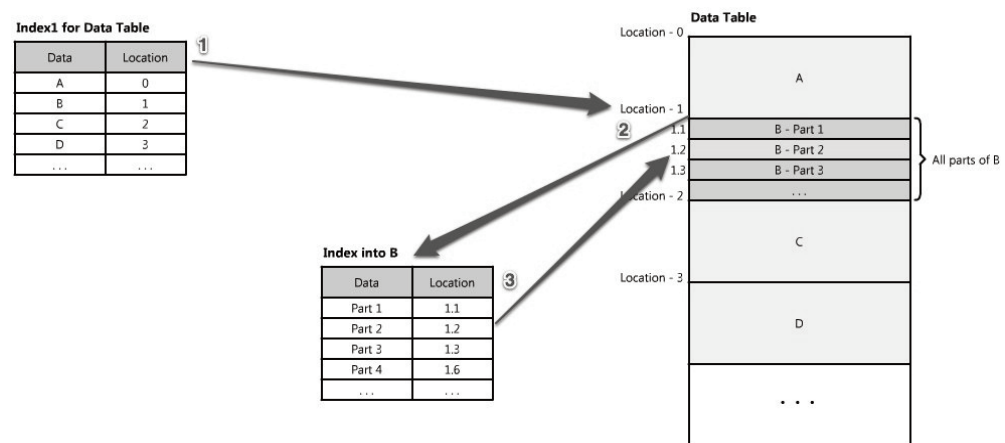 Index1 for Data Table
Data Location
A 0
B 1
C 2
D 3
... ...
1
Data Table
Location - 0
A
Location - 1
2
1.1 B - Part 1
1.2 B - Part 2
1.3 B - Part 3
...
All parts of B
Location - 2
C
Location - 3
D
...
Index into B
3
Data Location
Part 1 1.1
Part 2 1.2
Part 3 1.3
Part 4 1.6
... ...